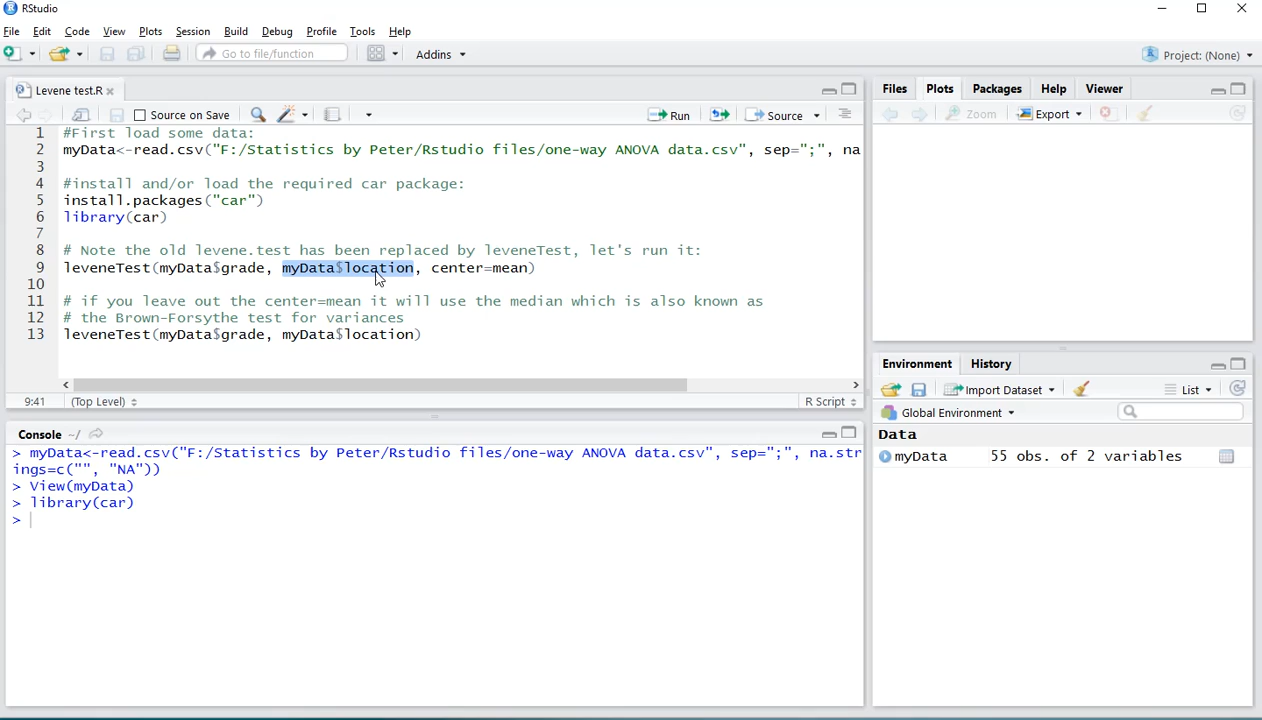 RStudio
File Edit Code View Plots Session Build Debug Profile Tools Help
Go to file/function Addins Project: (None)
Levene test.R
Source on Save Run Source
1 #First load some data:
2 myData<-read.csv("F:/Statistics by Peter/Rstudio files/one-way ANOVA data.csv", sep=";", na
3
4 #install and/or load the required car package:
5 install.packages("car")
6 library(car)
7
8 # Note the old levene.test has been replaced by leveneTest, let's run it:
9 leveneTest(myData$grade, myData$location, center=mean)
10
11 # if you leave out the center=mean it will use the median which is also known as
12 # the Brown-Forsythe test for variances
13 leveneTest(myData$grade, myData$location)
9:41 (Top Level) R Script
Console ~/
> myData<-read.csv("F:/Statistics by Peter/Rstudio files/one-way ANOVA data.csv", sep=";", na.str
ings=c("", "NA"))
> View(myData)
> library(car)
>
Files Plots Packages Help Viewer
Zoom Export
Environment History
Import Dataset List
Global Environment
Data
myData 55 obs. of 2 variables